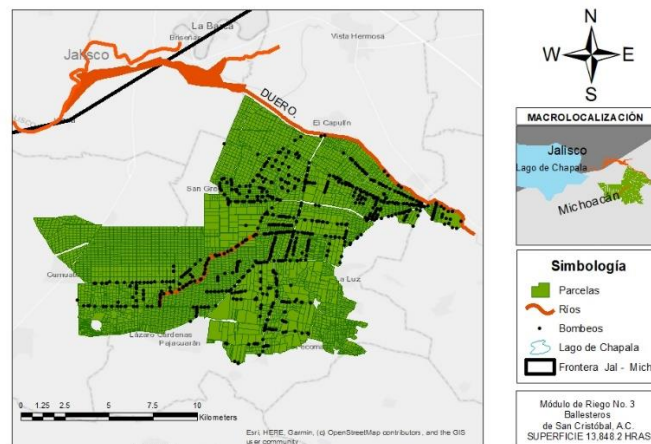 La Barca
Briseñas
Vista Hermosa
Jalisco
DUERO.
El Capulín
San Gre
La Luz
Lázaro Cárdenas
Pajacuarán
0 1.25 2.5 5 7.5 10
Kilometers
Esri, HERE, Garmin, (c) OpenStreetMap contributors, and the GIS
user community
N
W E
S
MACROLOCALIZACIÓN
Jalisco
Lago de Chapala
Michoacán
Simbología
Parcelas
Ríos
Bombeos
Lago de Chapala
Frontera Jal - Mich
Módulo de Riego No. 3
Ballesteros
de San Cristóbal, A.C.
SUPERFICIE 13,848.2 HRAS